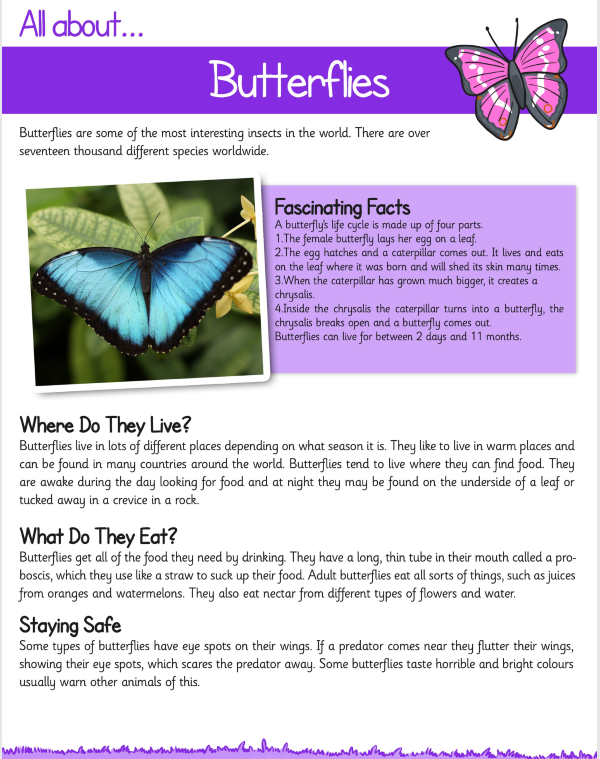 All about...
Butterflies
Butterflies are some of the most interesting insects in the world. There are over
seventeen thousand different species worldwide.
Fascinating Facts
A butterfly's life cycle is made up of four parts.
1.The female butterfly lays her egg on a leaf.
2.The egg hatches and a caterpillar comes out. It lives and eats
on the leaf where it was born and will shed its skin many times.
3.When the caterpillar has grown much bigger, it creates a
chrysalis.
4.Inside the chrysalis the caterpillar turns into a butterfly, the
chrysalis breaks open and a butterfly comes out.
Butterflies can live for between 2 days and 11 months.
Where Do They Live?
Butterflies live in lots of different places depending on what season it is. They like to live in warm places and
can be found in many countries around the world. Butterflies tend to live where they can find food. They
are awake during the day looking for food and at night they may be found on the underside of a leaf or
tucked away in a crevice in a rock.
What Do They Eat?
Butterflies get all of the food they need by drinking. They have a long, thin tube in their mouth called a pro-
boscis, which they use like a straw to suck up their food. Adult butterflies eat all sorts of things, such as juices
from oranges and watermelons. They also eat nectar from different types of flowers and water.
Staying Safe
Some types of butterflies have eye spots on their wings. If a predator comes near they flutter their wings,
showing their eye spots, which scares the predator away. Some butterflies taste horrible and bright colours
usually warn other animals of this.